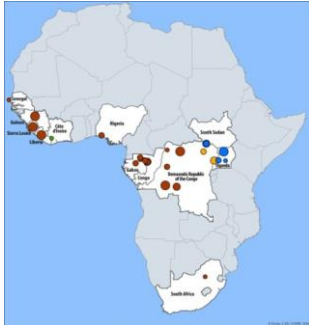 Senegal
Guinea
Sierra Leone
Liberia
Côte
d'Ivoire
Nigeria
South Sudan
Uganda
Gabon
Congo
Democratic Republic
of the Congo
South Africa